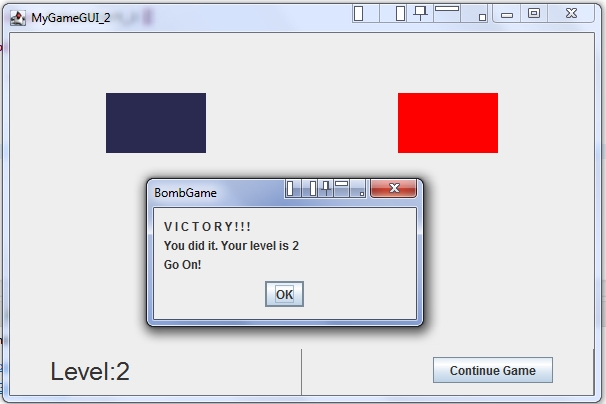 MyGameGUI_2
BombGame
V I C T O R Y ! ! !
You did it. Your level is 2
Go On!
OK
Level:2
Continue Game